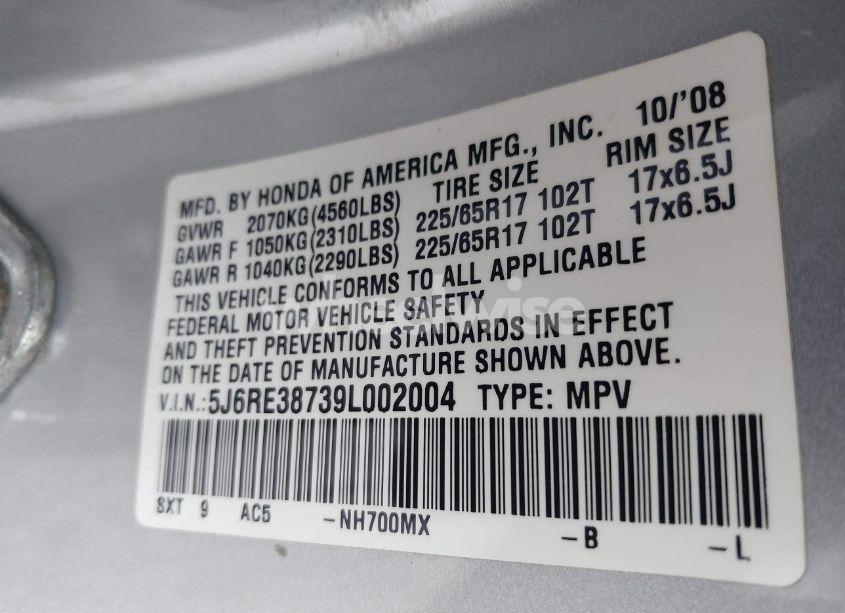 MFD. BY HONDA OF AMERICA MFG., INC. 10/'08
GVWR 2070KG(4560LBS) TIRE SIZE RIM SIZE
GAWR F 1050KG(2310LBS) 225/65R17 102T 17x6.5J
GAWR R 1040KG(2290LBS) 225/65R17 102T 17x6.5J
THIS VEHICLE CONFORMS TO ALL APPLICABLE
FEDERAL MOTOR VEHICLE SAFETY
AND THEFT PREVENTION STANDARDS IN EFFECT
ON THE DATE OF MANUFACTURE SHOWN ABOVE.
V.I.N.:5J6RE38739L002004 TYPE: MPV
SXT 9 AC5 -NH700MX -B -L